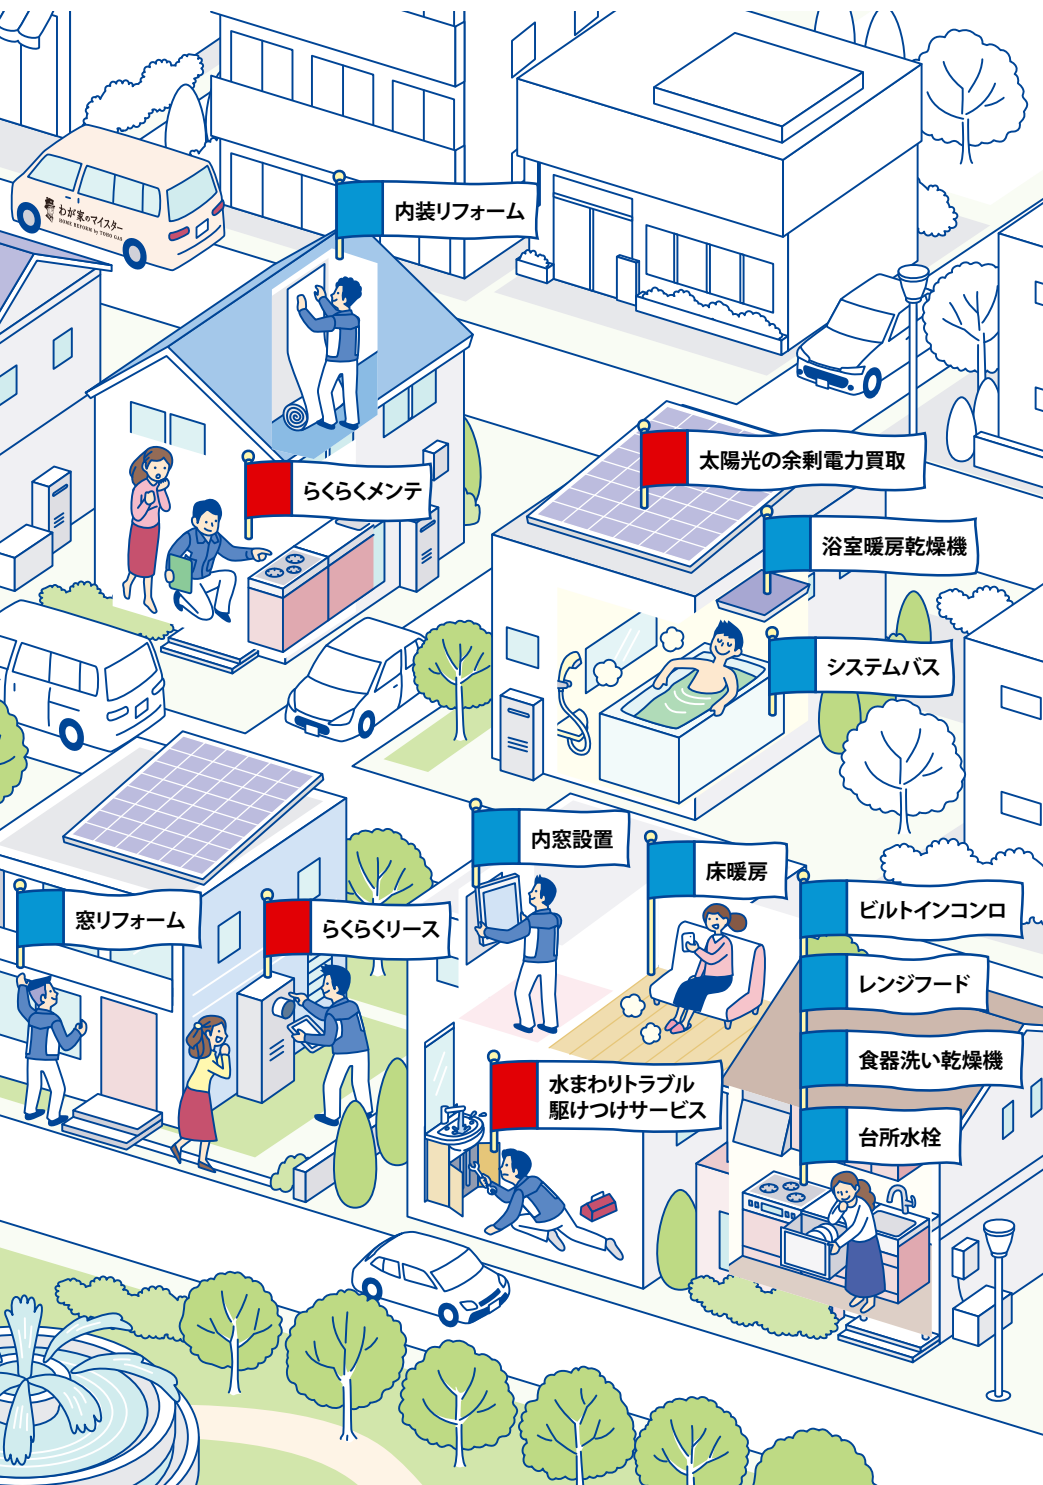 わが家のマイスター
HOME REFORM by TOHO GAS
内装リフォーム
らくらくメンテ
太陽光の余剰電力買取
浴室暖房乾燥機
システムバス
内窓設置
床暖房
窓リフォーム
らくらくリース
ビルトインコンロ
レンジフード
食器洗い乾燥機
台所水栓
水まわりトラブル
駆けつけサービス